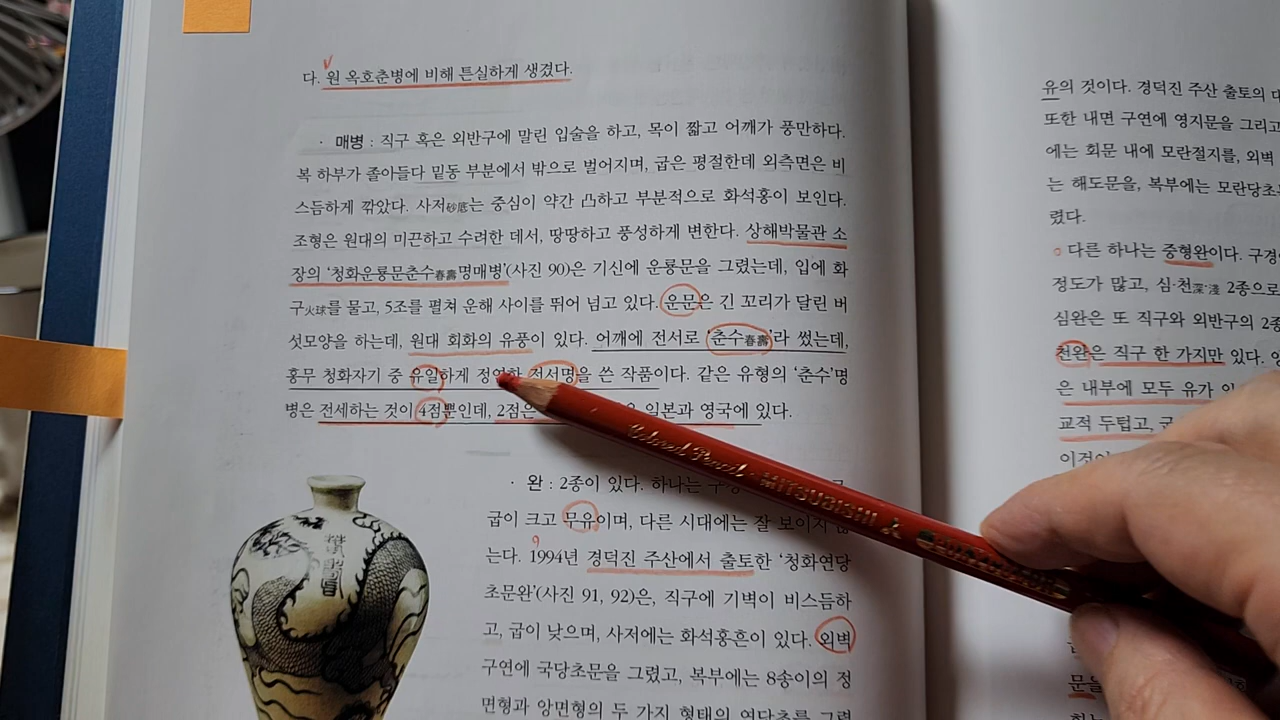 다. 원 옥호춘병에 비해 튼실하게 생겼다.
· 매병 : 직구 혹은 외반구에 말린 입술을 하고, 목이 짧고 어깨가 풍만하다.
복 하부가 졸아들다 밑동 부분에서 밖으로 벌어지며, 굽은 평절한데 외측면은 비
스듬하게 깎았다. 사저砂底는 중심이 약간 凸하고 부분적으로 화석홍이 보인다.
조형은 원대의 미끈하고 수려한 데서, 땅땅하고 풍성하게 변한다. 상해박물관 소
장의 '청화운룡문춘수春壽명매병'(사진 90)은 기신에 운룡문을 그렸는데, 입에 화
구火球를 물고, 5조를 펼쳐 운해 사이를 뛰어 넘고 있다. 운문은 긴 꼬리가 달린 버
섯모양을 하는데, 원대 회화의 유풍이 있다. 어깨에 전서로 '춘수春壽'라 썼는데,
홍무 청화자기 중 유일하게 정연한 전서명을 쓴 작품이다. 같은 유형의 '춘수'명
병은 전세하는 것이 4점뿐인데, 2점은 일본과 영국에 있다.
· 완 : 2종이 있다. 하나는
굽이 크고 무유이며, 다른 시대에는 잘 보이지 않
는다. 1994년 경덕진 주산에서 출토한 '청화연당
초문완'(사진 91, 92)은, 직구에 기벽이 비스듬하
고, 굽이 낮으며, 사저에는 화석홍흔이 있다. 외벽
구연에 국당초문을 그렸고, 복부에는 8송이의 정
면형과 앙면형의 두 가지 형태의 연당초를 그렸
春壽
유의 것이다. 경덕진 주산 출토의
또한 내면 구연에 영지문을 그리고
에는 회문 내에 모란절지를, 외벽
는 해도문을, 복부에는 모란당초
렸다.
다른 하나는 중형완이다.
정도가 많고, 심·천深·淺 2종으로
심완은 또 직구와 외반구의 2종
천완은 직구 한 가지만 있다.
은 내부에 모두 유가
교적 두텁고,
문을
Colored Pencil MITSUBISHI